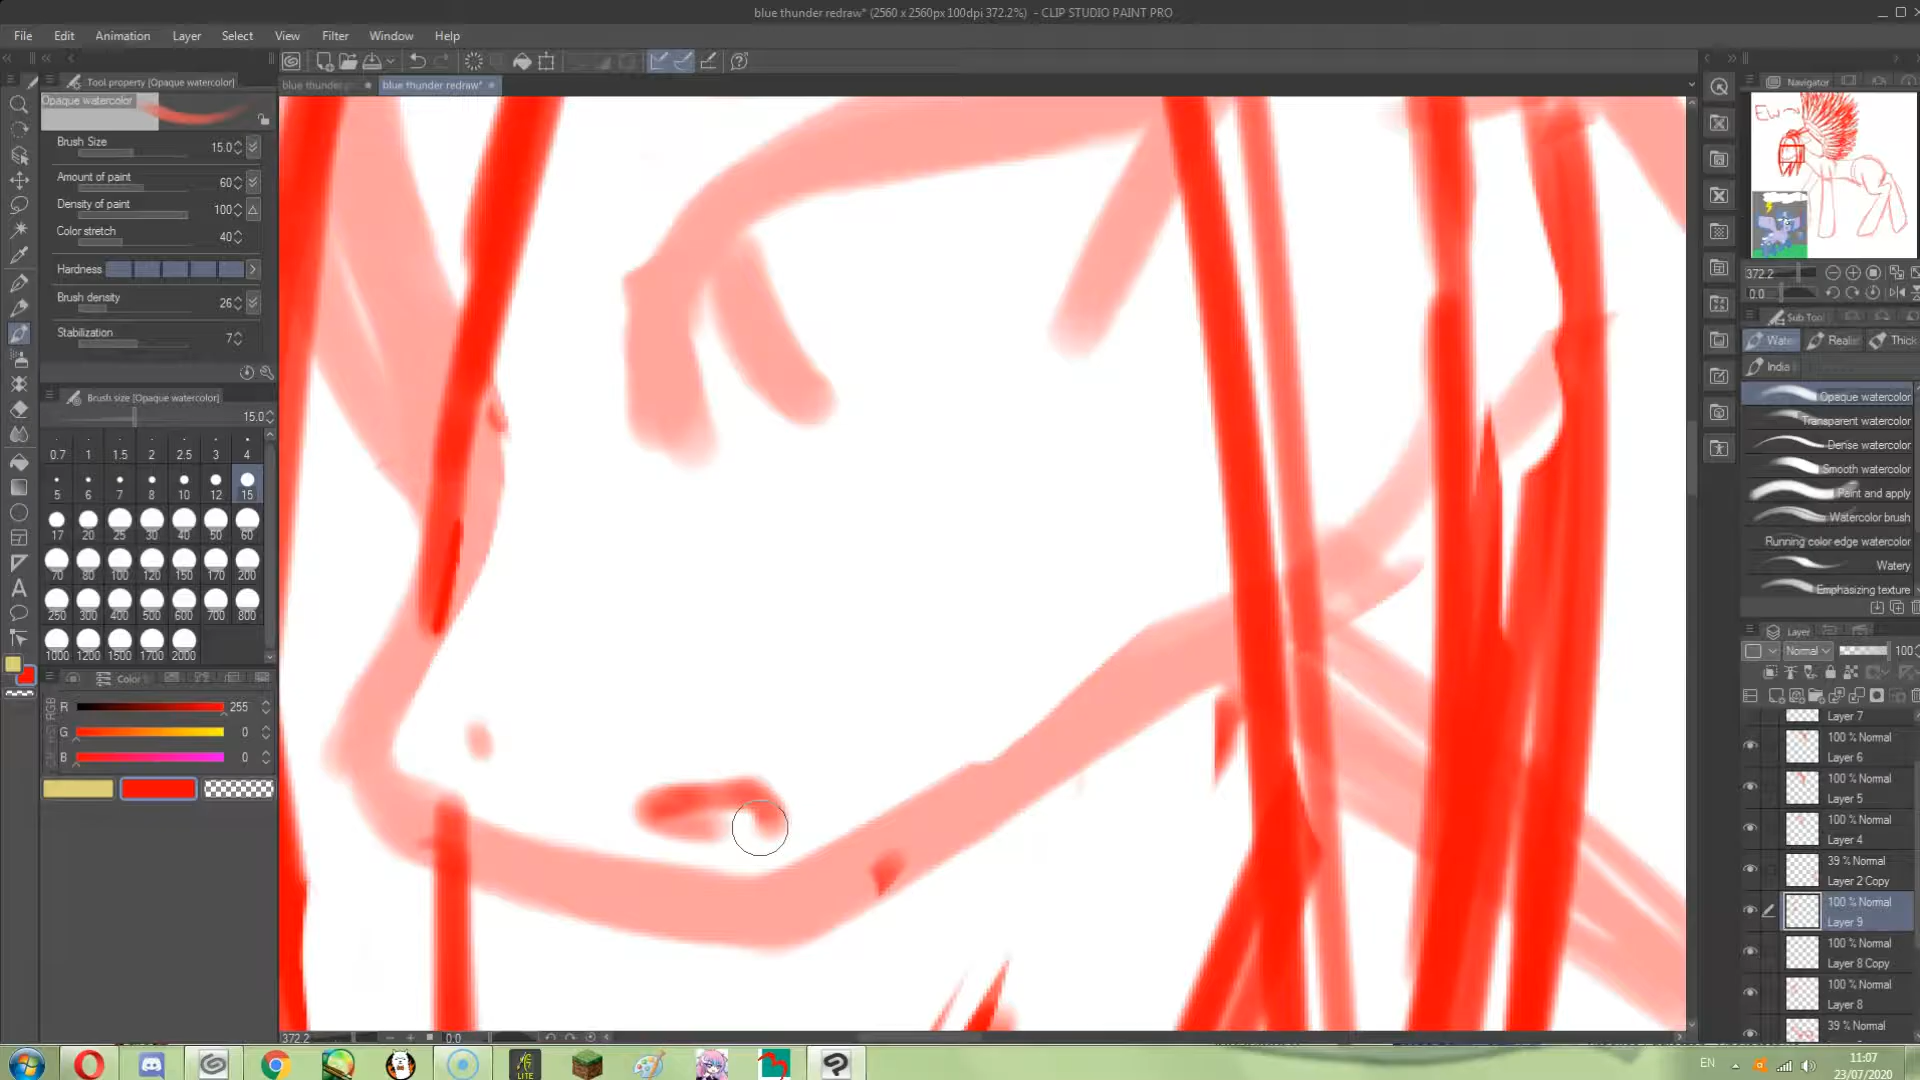 blue thunder redraw* (2560 x 2560px 100dpi 372.2%) - CLIP STUDIO PAINT PRO
File Edit Animation Layer Select View Filter Window Help
Tool property [Opaque watercolor]
blue thunder
blue thunder redraw*
Navigator
Opaque watercolor
Ew
Brush Size 15.0
Amount of paint 60
Density of paint 100
Color stretch 40
Hardness
Brush density 26
Stabilization 7
372.2
0.0
Sub Tool
Wate Realis Thick
India
Brush size [Opaque watercolor]
15.0
0.7 1 1.5 2 2.5 3 4
5 6 7 8 10 12 15
17 20 25 30 40 50 60
70 80 100 120 150 170 200
250 300 400 500 600 700 800
1000 1200 1500 1700 2000
Opaque watercolor
Transparent watercolor
Dense watercolor
Smooth watercolor
Paint and apply
Watercolor brush
Running color edge watercolor
Watery
Emphasizing texture
Color
R 255
G 0
B 0
Layer
Normal 100
Layer 7
100 % Normal
Layer 6
100 % Normal
Layer 5
100 % Normal
Layer 4
39 % Normal
Layer 2 Copy
100 % Normal
Layer 9
100 % Normal
Layer 8 Copy
100 % Normal
Layer 8
39 % Normal
372.2 0.0
LITE
EN
11:07
23/07/2020